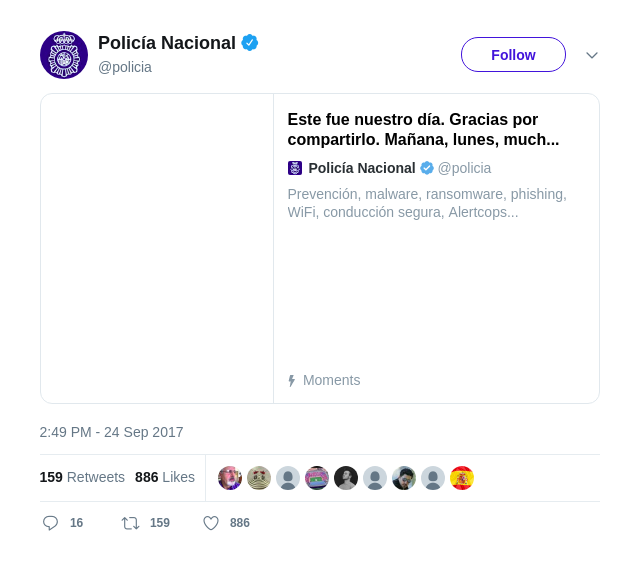 Policía Nacional
@policia
Follow
Este fue nuestro día. Gracias por
compartirlo. Mañana, lunes, much...
Policía Nacional @policia
Prevención, malware, ransomware, phishing,
WiFi, conducción segura, Alertcops...
Moments
2:49 PM - 24 Sep 2017
159 Retweets 886 Likes
16 159 886